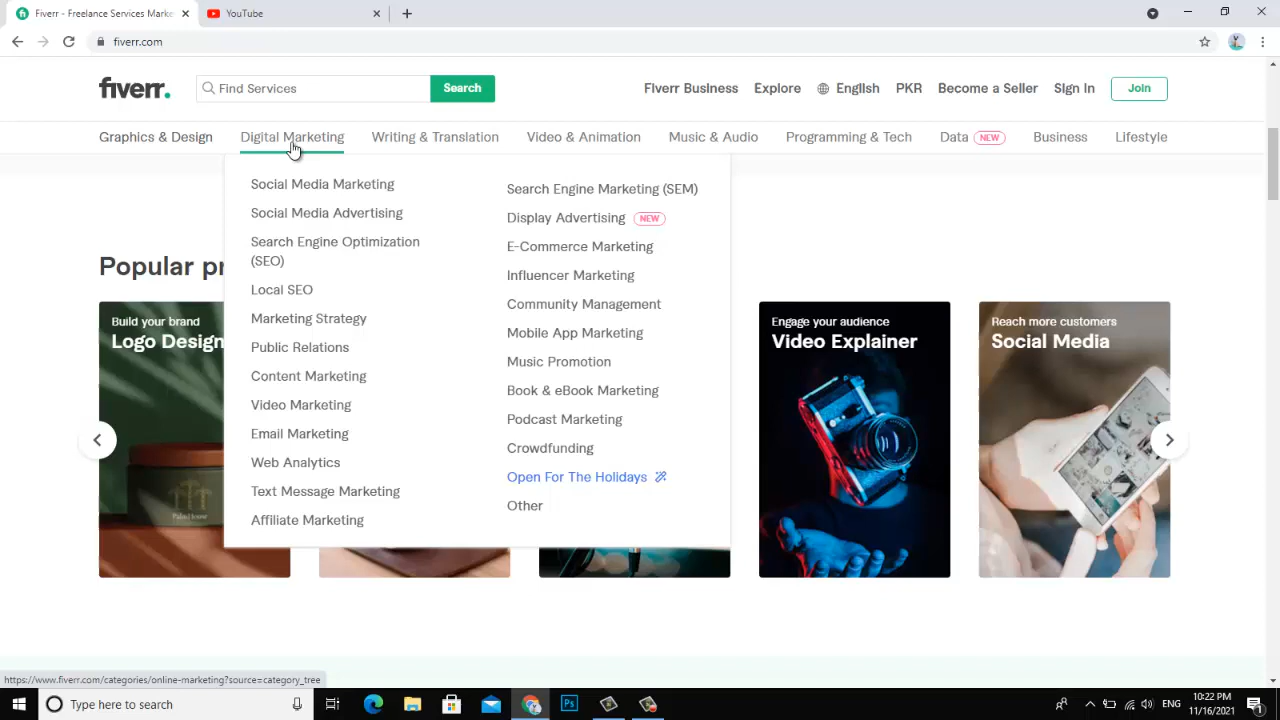 Fiverr - Freelance Services Mark
YouTube
fiverr.com
fiverr.
Find Services
Search
Fiverr Business
Explore
English
PKR
Become a Seller
Sign In
Join
Graphics & Design
Digital Marketing
Writing & Translation
Video & Animation
Music & Audio
Programming & Tech
Data NEW
Business
Lifestyle
Social Media Marketing
Social Media Advertising
Search Engine Optimization
(SEO)
Local SEO
Marketing Strategy
Public Relations
Content Marketing
Video Marketing
Email Marketing
Web Analytics
Text Message Marketing
Affiliate Marketing
Search Engine Marketing (SEM)
Display Advertising NEW
E-Commerce Marketing
Influencer Marketing
Community Management
Mobile App Marketing
Music Promotion
Book & eBook Marketing
Podcast Marketing
Crowdfunding
Open For The Holidays
Other
Popular pr
Build your brand
Logo Design
Engage your audience
Video Explainer
Reach more customers
Social Media
https://www.fiverr.com/categories/online-marketing?source=category_tree
Type here to search
Ps
10:22 PM
11/16/2021